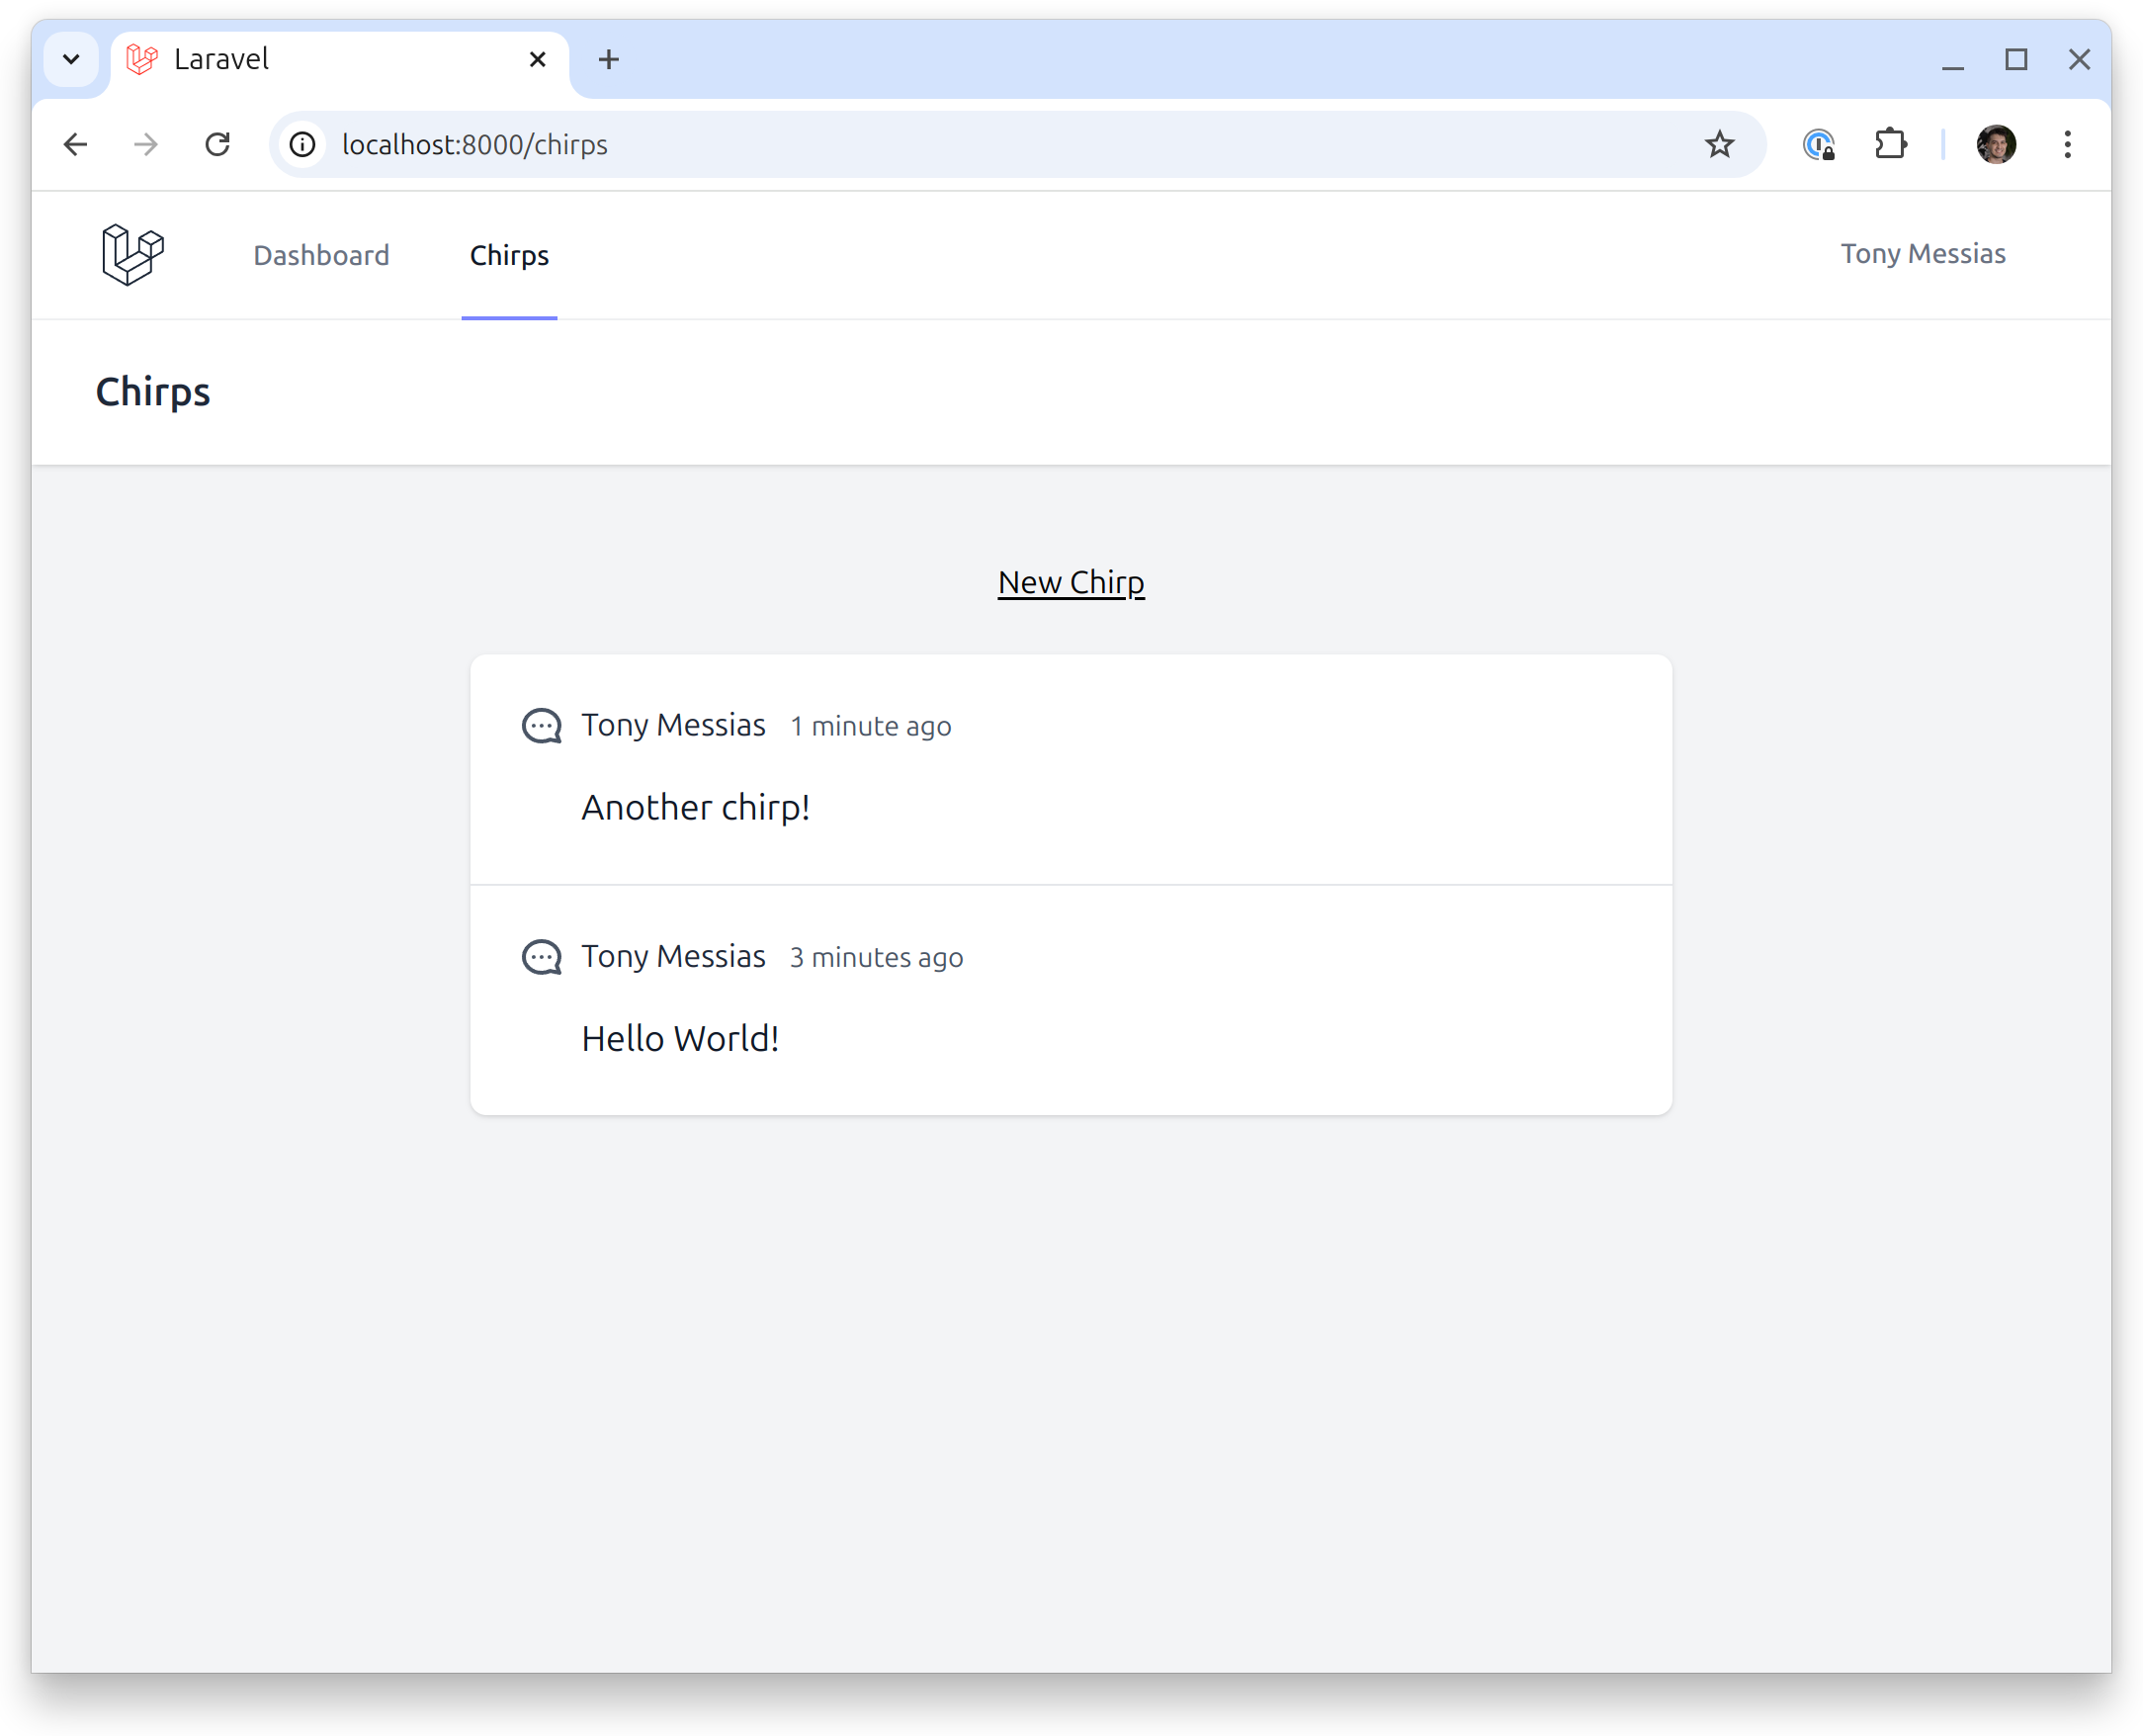 Laravel
localhost:8000/chirps
Dashboard Chirps Tony Messias
Chirps
New Chirp
Tony Messias 1 minute ago
Another chirp!
Tony Messias 3 minutes ago
Hello World!